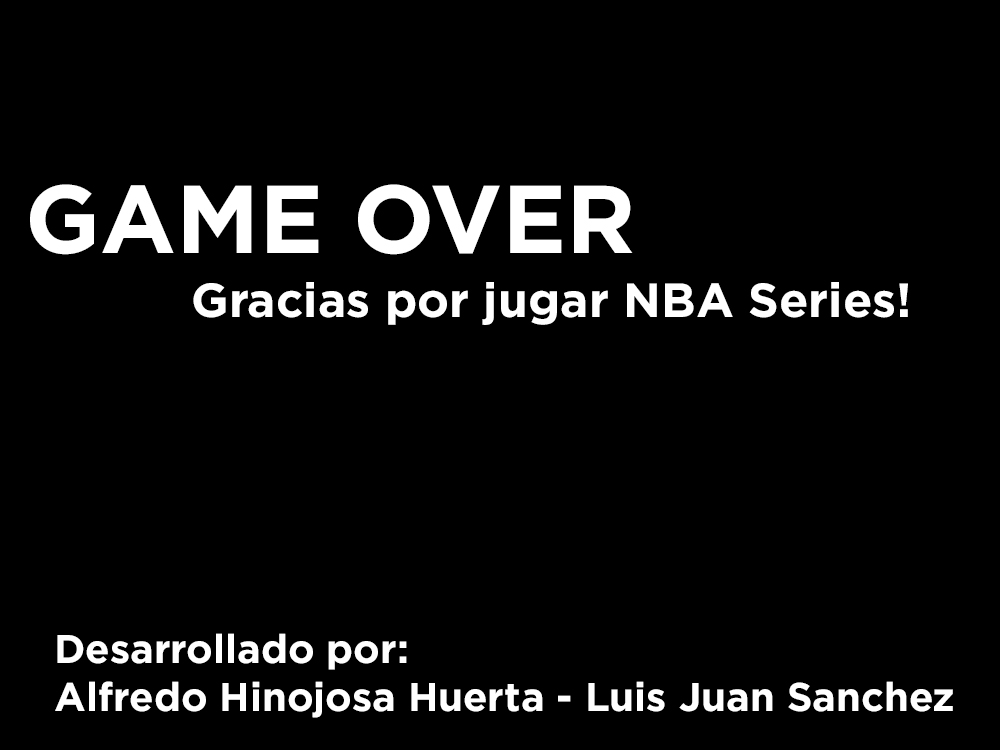 GAME OVER
Gracias por jugar NBA Series!
Desarrollado por:
Alfredo Hinojosa Huerta - Luis Juan Sanchez